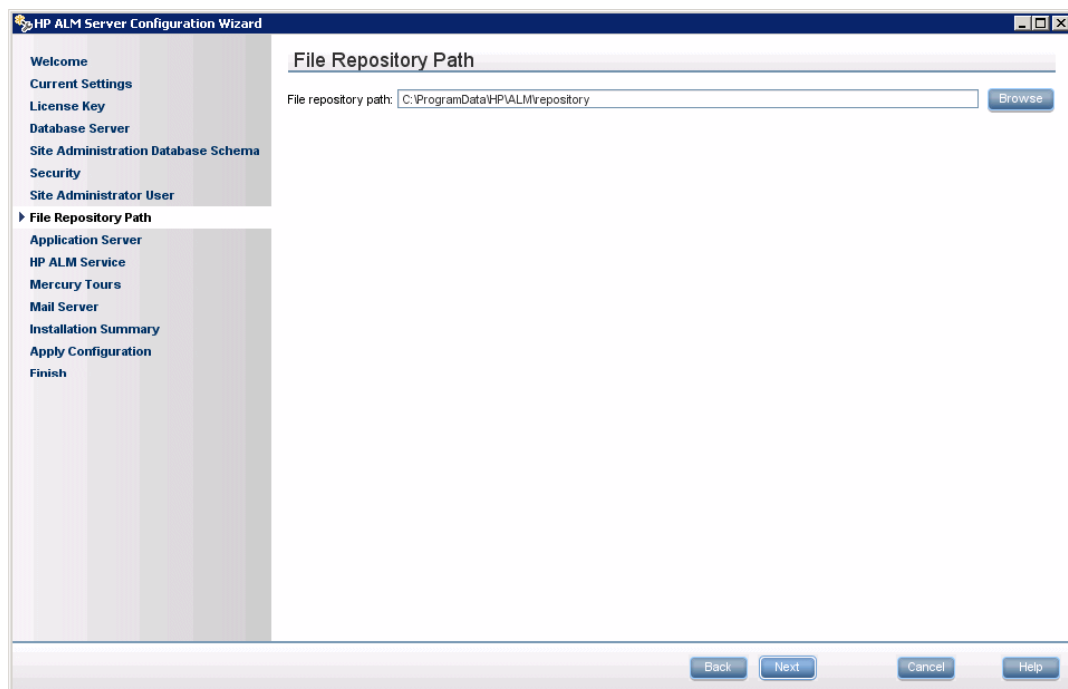 HP ALM Server Configuration Wizard
Welcome
Current Settings
License Key
Database Server
Site Administration Database Schema
Security
Site Administrator User
File Repository Path
Application Server
HP ALM Service
Mercury Tours
Mail Server
Installation Summary
Apply Configuration
Finish
File Repository Path
File repository path: C:\ProgramData\HP\ALM\repository Browse
Back Next Cancel Help